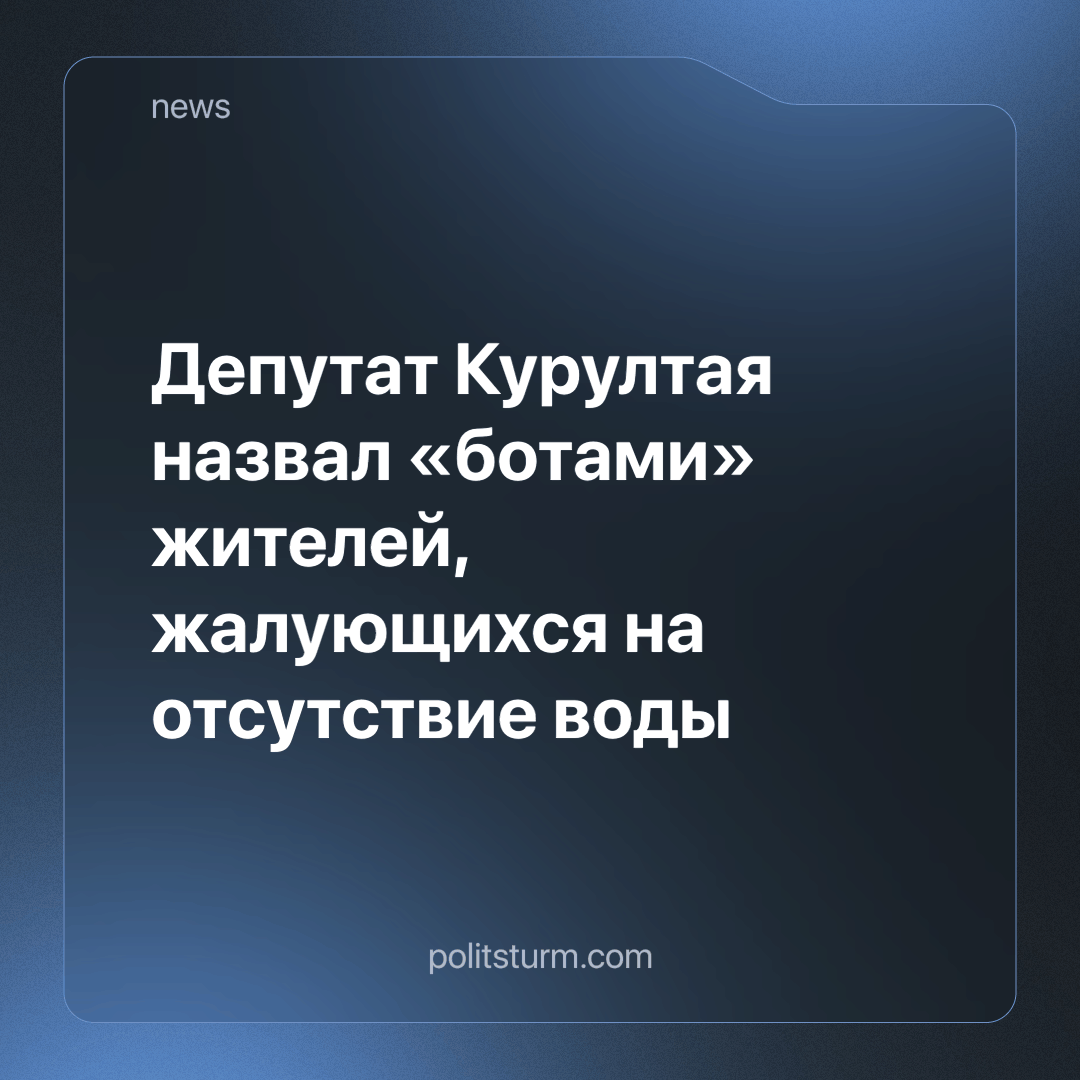 news
Депутат Курултая
назвал «ботами»
жителей,
жалующихся на
отсутствие воды
politsturm.com